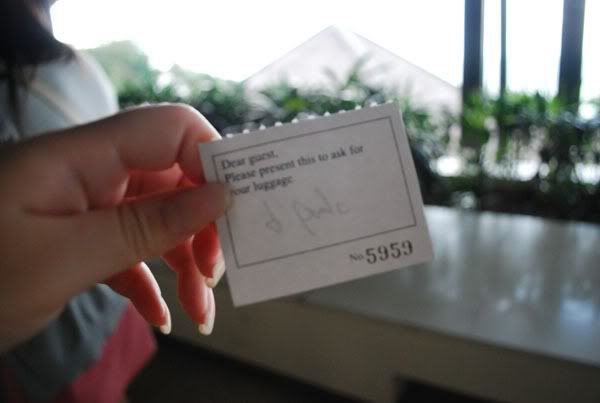 Dear guest,
Please present this to ask for
your luggage.
No. 5959